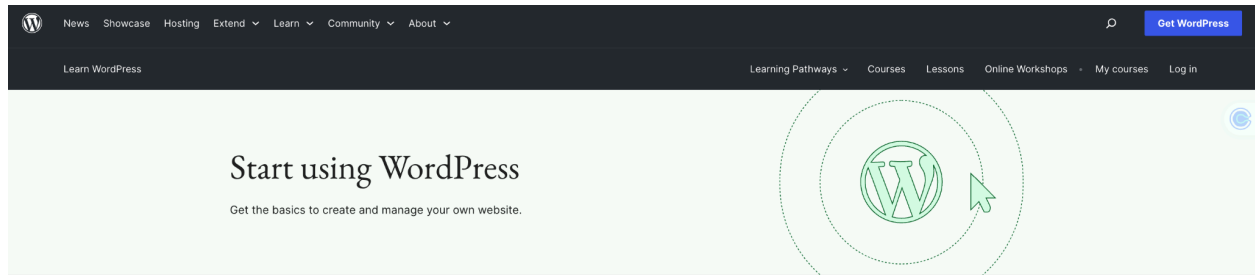 News Showcase Hosting Extend Learn Community About Get WordPress
Learn WordPress Learning Pathways Courses Lessons Online Workshops My courses Log in
Start using WordPress
Get the basics to create and manage your own website.